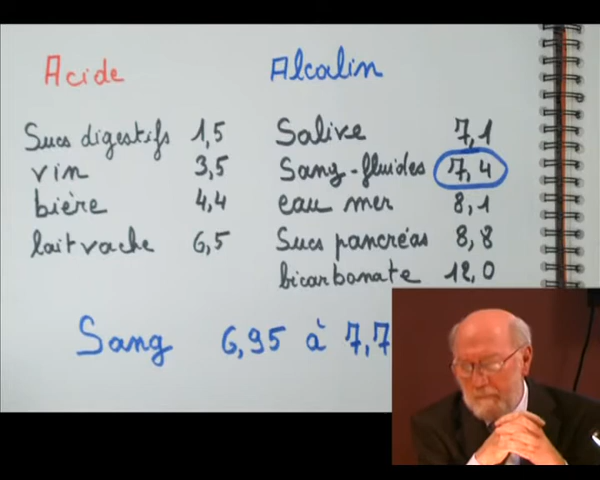 Acide
Alcalin
Sucs digestifs 1,5
vin 3,5
bière 4,4
lait vache 6,5
Salive 7,1
Sang-fluides 7,4
eau mer 8,1
Sucs pancréas 8,8
bicarbonate 12,0
Sang 6,95 à 7,7